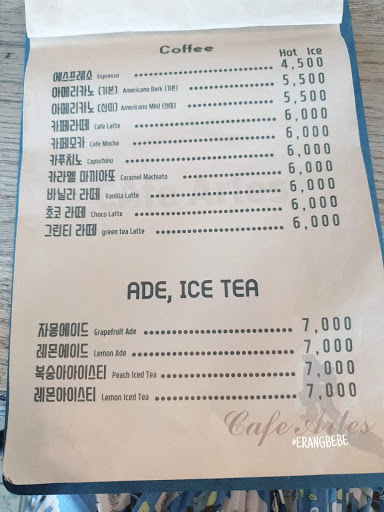 Coffee
Hot Ice
에스프레소 Espresso 4,500
아메리카노 (기본) Americano Dark (기본) 5,500
아메리카노 (산미) Americano Mild (산미) 5,500
카페라떼 Cafe Latte 6,000
카페모카 Cafe Mocha 6,000
카푸치노 Capuchino 6,000
카라멜 마끼아또 Caramel Machiato 6,000
바닐라 라떼 Vanilla Latte 6,000
초코 라떼 Choco Latte 6,000
그린티 라떼 green tea Latte 6,000
ADE, ICE TEA
자몽에이드 Grapefruit Ade 7,000
레몬에이드 Lemon Ade 7,000
복숭아아이스티 Peach Iced Tea 7,000
레몬아이스티 Lemon Iced Tea 7,000
Cafe Artes
#ERANGBEBE